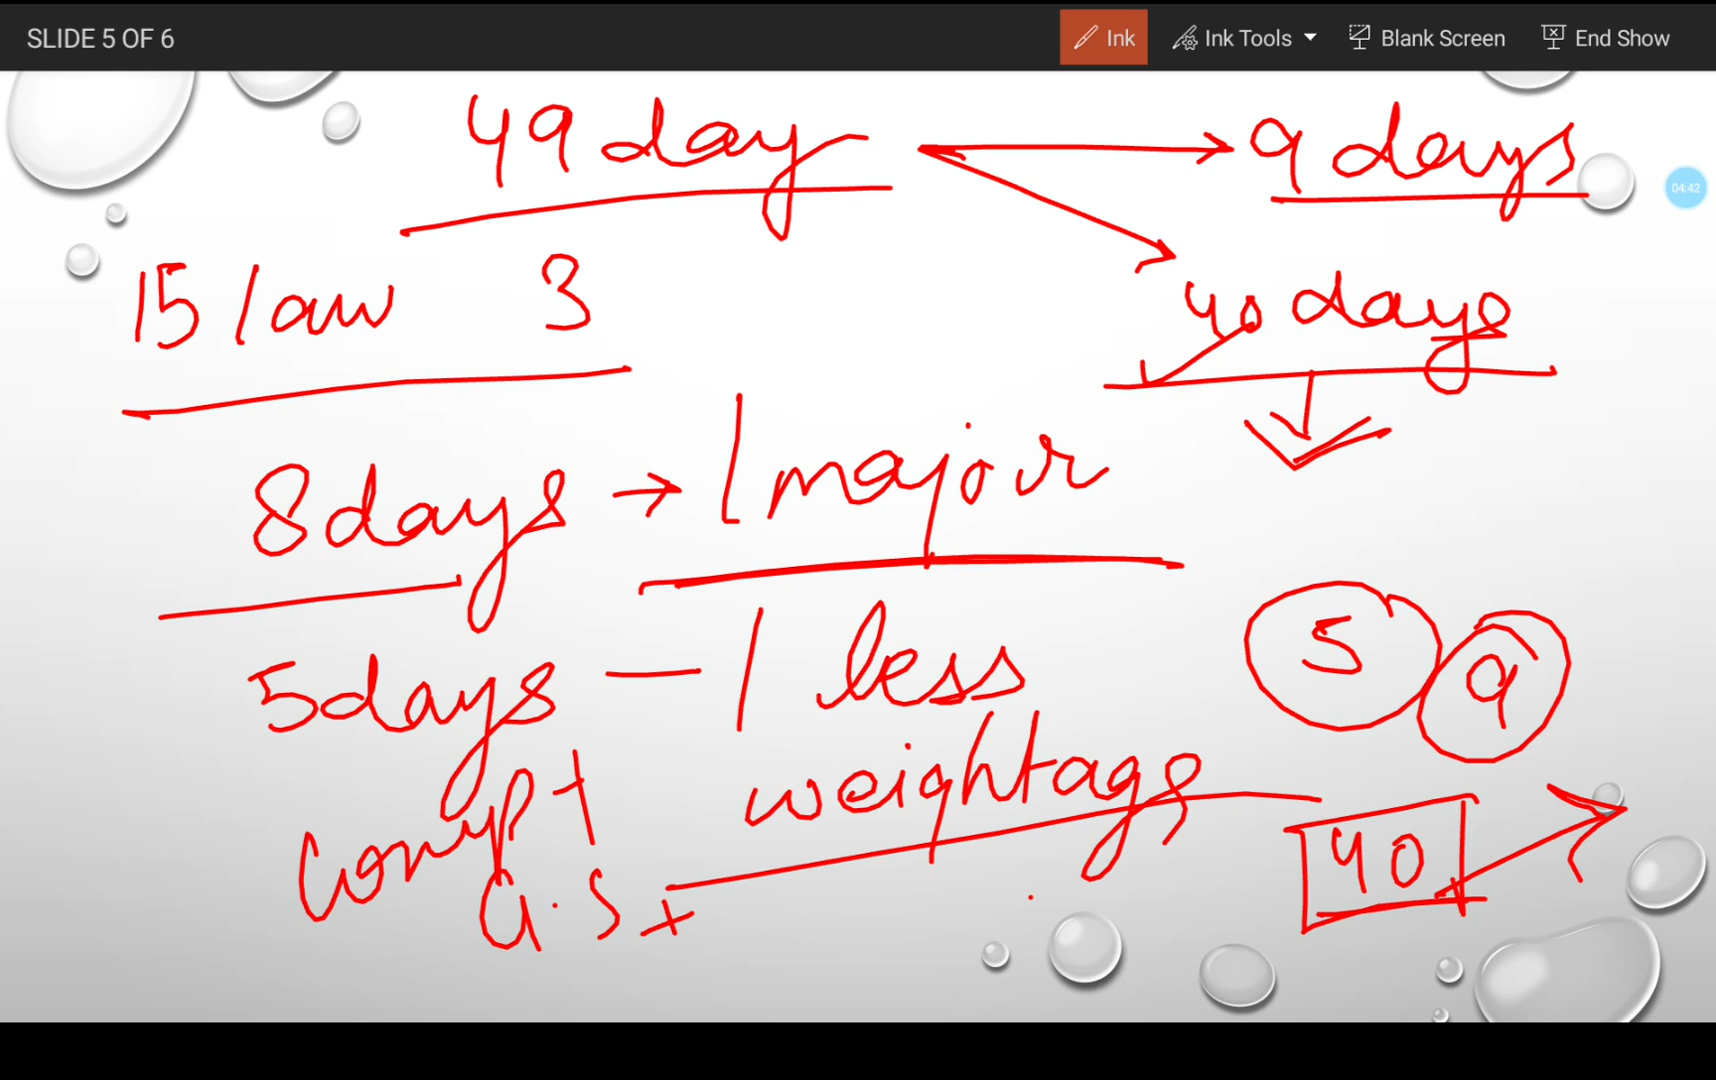 SLIDE 5 OF 6
Ink
Ink Tools
Blank Screen
End Show
49 day
9 days
04:42
15 law 3
40 days
8 days → 1 major
5 days — 1 less
weightage
5
9
compt
G.S +
40